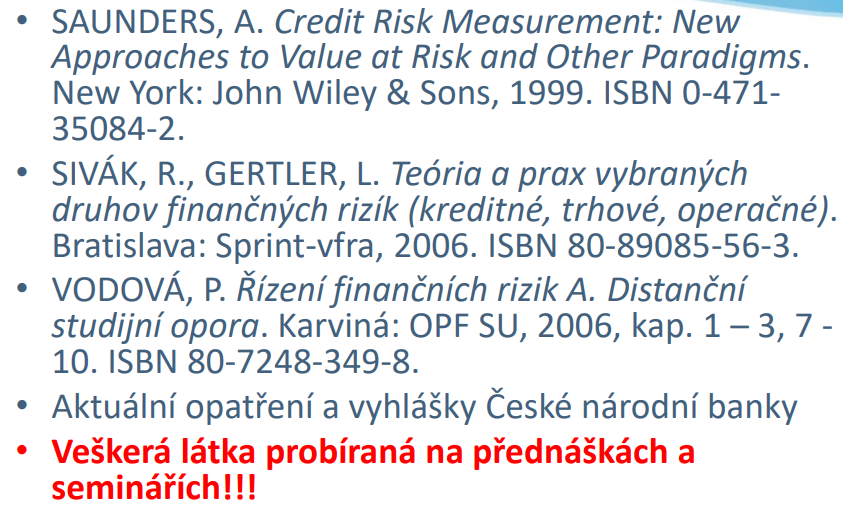 • SAUNDERS, A. Credit Risk Measurement: New
Approaches to Value at Risk and Other Paradigms.
New York: John Wiley & Sons, 1999. ISBN 0-471-
35084-2.
• SIVÁK, R., GERTLER, L. Teória a prax vybraných
druhov finančných rizík (kreditné, trhové, operačné).
Bratislava: Sprint-vfra, 2006. ISBN 80-89085-56-3.
• VODOVÁ, P. Řízení finančních rizik A. Distanční
studijní opora. Karviná: OPF SU, 2006, kap. 1 – 3, 7 -
10. ISBN 80-7248-349-8.
• Aktuální opatření a vyhlášky České národní banky
• Veškerá látka probíraná na přednáškách a
seminářích!!!